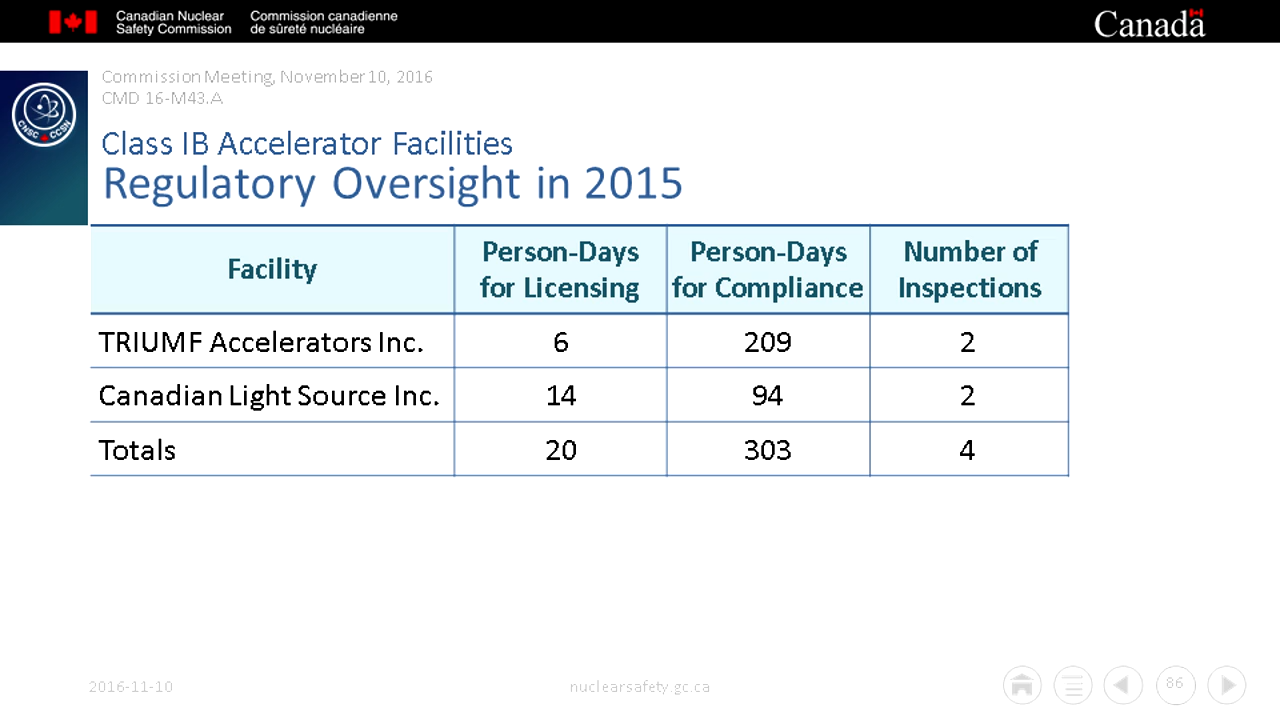 Canadian Nuclear Safety Commission
Commission canadienne de sûreté nucléaire
Canada
Commission Meeting, November 10, 2016
CMD 16-M43.A
CNSC CCSN
Class IB Accelerator Facilities
Regulatory Oversight in 2015
Facility
Person-Days for Licensing
Person-Days for Compliance
Number of Inspections
TRIUMF Accelerators Inc. 6 209 2
Canadian Light Source Inc. 14 94 2
Totals 20 303 4
2016-11-10
nuclearsafety.gc.ca
86